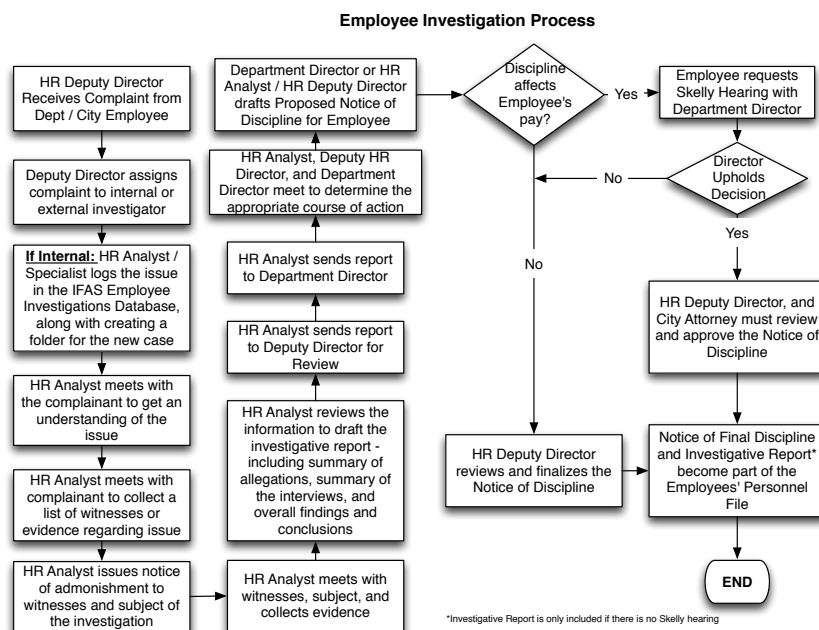 Employee Investigation Process
HR Deputy Director
Receives Complaint from
Dept / City Employee
Deputy Director assigns
complaint to internal or
external investigator
If Internal: HR Analyst /
Specialist logs the issue
in the IFAS Employee
Investigations Database,
along with creating a
folder for the new case
HR Analyst meets with
the complainant to get an
understanding of the
issue
HR Analyst meets with
complainant to collect a
list of witnesses or
evidence regarding issue
HR Analyst issues notice
of admonishment to
witnesses and subject of
the investigation
HR Analyst meets with
witnesses, subject, and
collects evidence
HR Analyst reviews the
information to draft the
investigative report -
including summary of
allegations, summary of
the interviews, and
overall findings and
conclusions
HR Analyst sends report
to Deputy Director for
Review
HR Analyst sends report
to Department Director
HR Analyst, Deputy HR
Director, and Department
Director meet to determine the
appropriate course of action
Department Director or HR
Analyst / HR Deputy Director
drafts Proposed Notice of
Discipline for Employee
Discipline
affects
Employee's
pay?
Yes
Employee requests
Skelly Hearing with
Department Director
Director
Upholds
Decision
No
Yes
No
HR Deputy Director, and
City Attorney must review
and approve the Notice of
Discipline
HR Deputy Director
reviews and finalizes the
Notice of Discipline
Notice of Final Discipline
and Investigative Report*
become part of the
Employees' Personnel
File
END
*Investigative Report is only included if there is no Skelly hearing